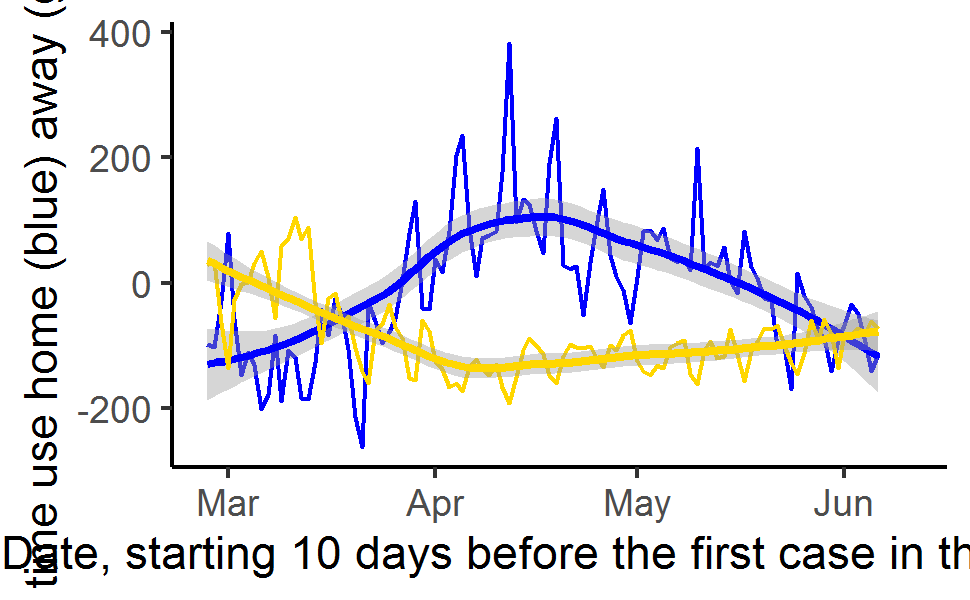 time use home (blue) away (
400
200
0
-200
Mar Apr May Jun
Date, starting 10 days before the first case in th